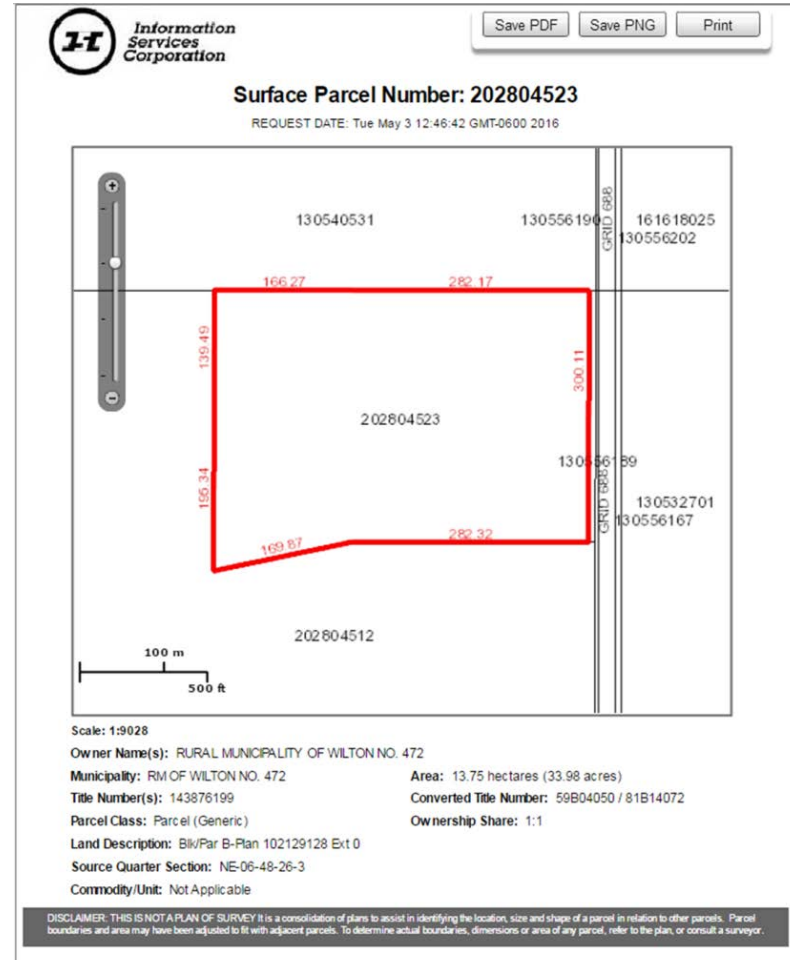 Information
Services
Corporation
Save PDF
Save PNG
Print
Surface Parcel Number: 202804523
REQUEST DATE: Tue May 3 12:46:42 GMT-0600 2016
130540531
130556190
GRID 688
161618025
130556202
166.27
282.17
139.49
300.11
202804523
130556189
195.34
GRID 688
130532701
130556167
169.87
282.32
202804512
100 m
500 ft
Scale: 1:9028
Owner Name(s): RURAL MUNICIPALITY OF WILTON NO. 472
Municipality: RM OF WILTON NO. 472
Area: 13.75 hectares (33.98 acres)
Title Number(s): 143876199
Converted Title Number: 59B04050 / 81B14072
Parcel Class: Parcel (Generic)
Ownership Share: 1:1
Land Description: Blk/Par B-Plan 102129128 Ext 0
Source Quarter Section: NE-06-48-26-3
Commodity/Unit: Not Applicable
DISCLAIMER: THIS IS NOT A PLAN OF SURVEY It is a consolidation of plans to assist in identifying the location, size and shape of a parcel in relation to other parcels. Parcel
boundaries and area may have been adjusted to fit with adjacent parcels. To determine actual boundaries, dimensions or area of any parcel, refer to the plan, or consult a surveyor.